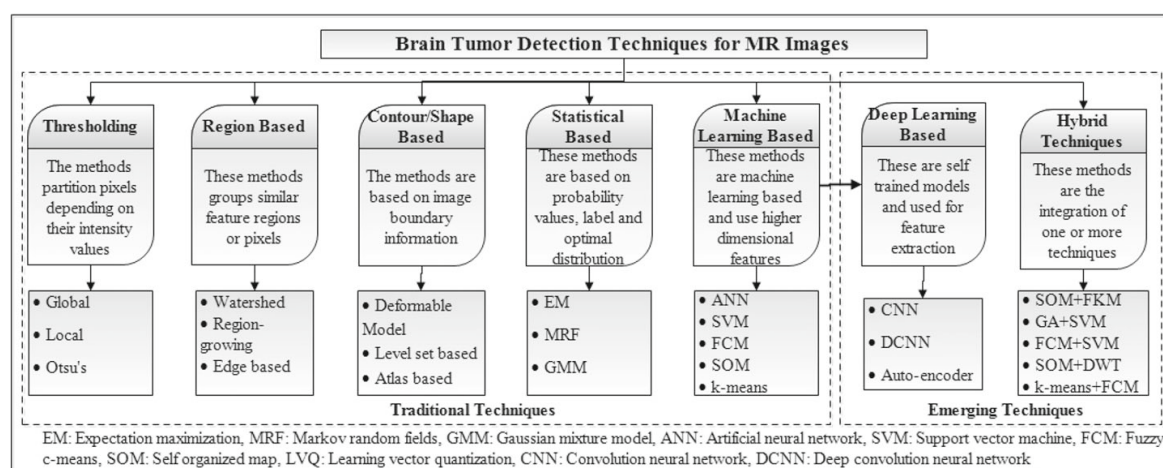 Brain Tumor Detection Techniques for MR Images
Thresholding
The methods
partition pixels
depending on
their intensity
values
Region Based
These methods
groups similar
feature regions
or pixels
Contour/Shape
Based
The methods are
based on image
boundary
information
Statistical
Based
These methods
are based on
probability
values, label and
optimal
distribution
Machine
Learning Based
These methods
are machine
learning based
and use higher
dimensional
features
Deep Learning
Based
These are self
trained models
and used for
feature
extraction
Hybrid
Techniques
These methods
are the
integration of
one or more
techniques
• Global
• Local
• Otsu's
• Watershed
• Region-
growing
• Edge based
• Deformable
Model
• Level set based
• Atlas based
• EM
• MRF
• GMM
• ANN
• SVM
• FCM
• SOM
• k-means
• CNN
• DCNN
• Auto-encoder
• SOM+FKM
• GA+SVM
• FCM+SVM
• SOM+DWT
• k-means+FCM
Traditional Techniques
Emerging Techniques
EM: Expectation maximization, MRF: Markov random fields, GMM: Gaussian mixture model, ANN: Artificial neural network, SVM: Support vector machine, FCM: Fuzzy
c-means, SOM: Self organized map, LVQ: Learning vector quantization, CNN: Convolution neural network, DCNN: Deep convolution neural network